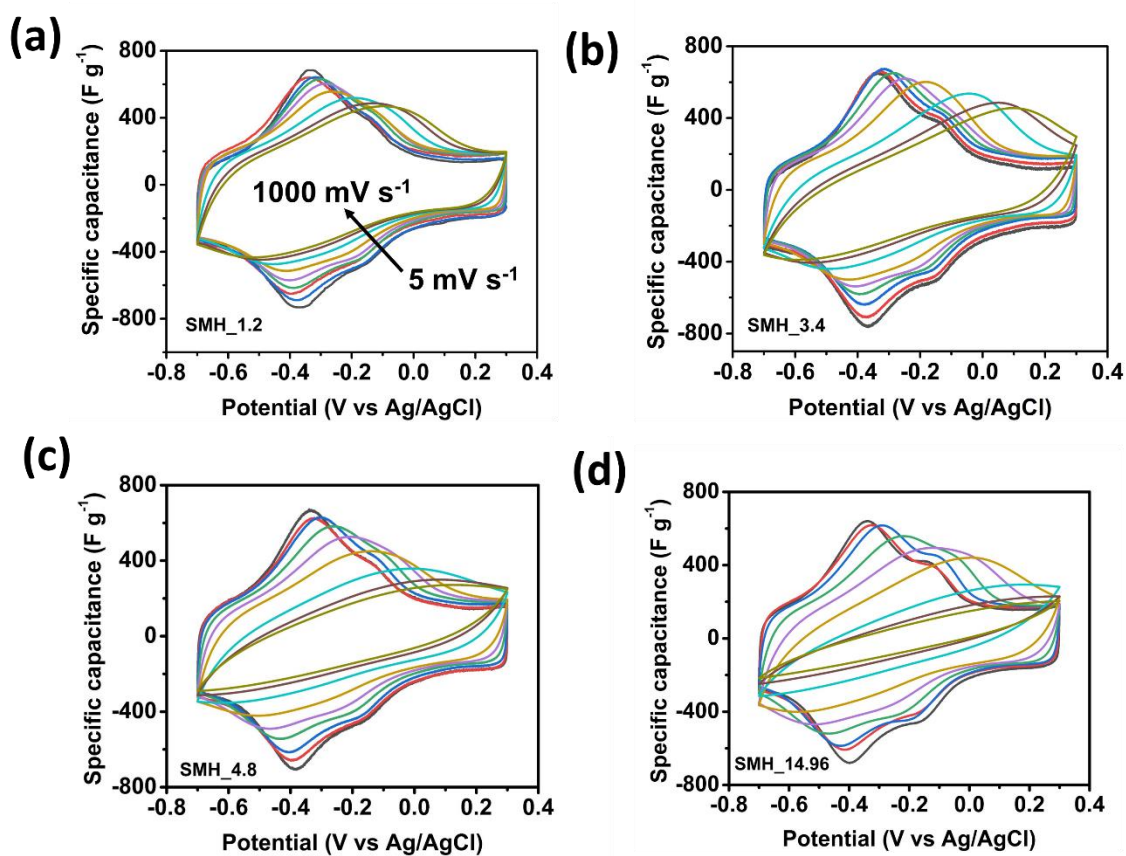 (a)
800
400
0
-400
-800
Specific capacitance (F g⁻¹)
1000 mV s⁻¹
5 mV s⁻¹
SMH_1.2
-0.8 -0.6 -0.4 -0.2 0.0 0.2 0.4
Potential (V vs Ag/AgCl)
(b)
800
400
0
-400
-800
Specific capacitance (F g⁻¹)
SMH_3.4
-0.8 -0.6 -0.4 -0.2 0.0 0.2 0.4
Potential (V vs Ag/AgCl)
(c)
800
400
0
-400
-800
Specific capacitance (F g⁻¹)
SMH_4.8
-0.8 -0.6 -0.4 -0.2 0.0 0.2 0.4
Potential (V vs Ag/AgCl)
(d)
800
400
0
-400
-800
Specific capacitance (F g⁻¹)
SMH_14.96
-0.8 -0.6 -0.4 -0.2 0.0 0.2 0.4
Potential (V vs Ag/AgCl)